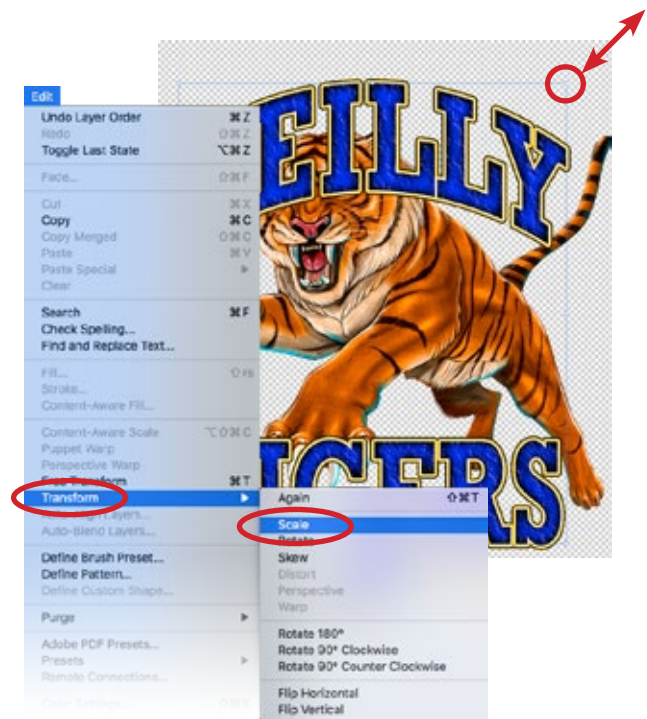 EILLY
IGERS
Edit
Undo Layer Order ⌘Z
Redo ⇧⌘Z
Toggle Last State ⌥⌘Z
Fade... ⇧⌘F
Cut ⌘X
Copy ⌘C
Copy Merged ⇧⌘C
Paste ⌘V
Paste Special
Clear
Search ⌘F
Check Spelling...
Find and Replace Text...
Fill... ⇧F5
Stroke...
Content-Aware Fill...
Content-Aware Scale ⌥⇧⌘C
Puppet Warp
Perspective Warp
Free Transform ⌘T
Transform
Auto-Align Layers...
Auto-Blend Layers...
Define Brush Preset...
Define Pattern...
Define Custom Shape...
Purge
Adobe PDF Presets...
Presets
Remote Connections...
Color Settings... ⇧⌘K
Again ⇧⌘T
Scale
Rotate
Skew
Distort
Perspective
Warp
Rotate 180°
Rotate 90° Clockwise
Rotate 90° Counter Clockwise
Flip Horizontal
Flip Vertical